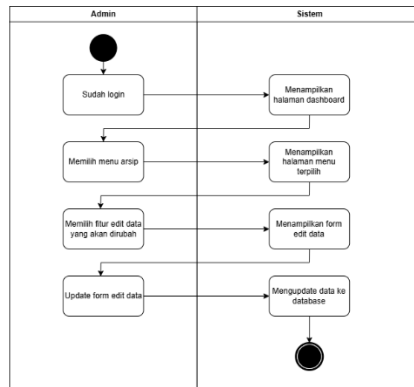 Admin
Sistem
Sudah login
Menampilkan
halaman dashboard
Memilih menu arsip
Menampilkan
halaman menu
terpilih
Memilih fitur edit data
yang akan dirubah
Menampilkan form
edit data
Update form edit data
Mengupdate data ke
database